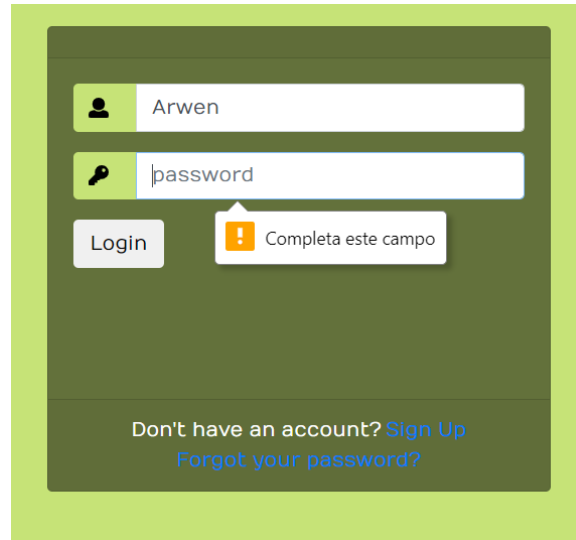 Arwen
password
Completa este campo
Login
Don't have an account? Sign Up
Forgot your password?